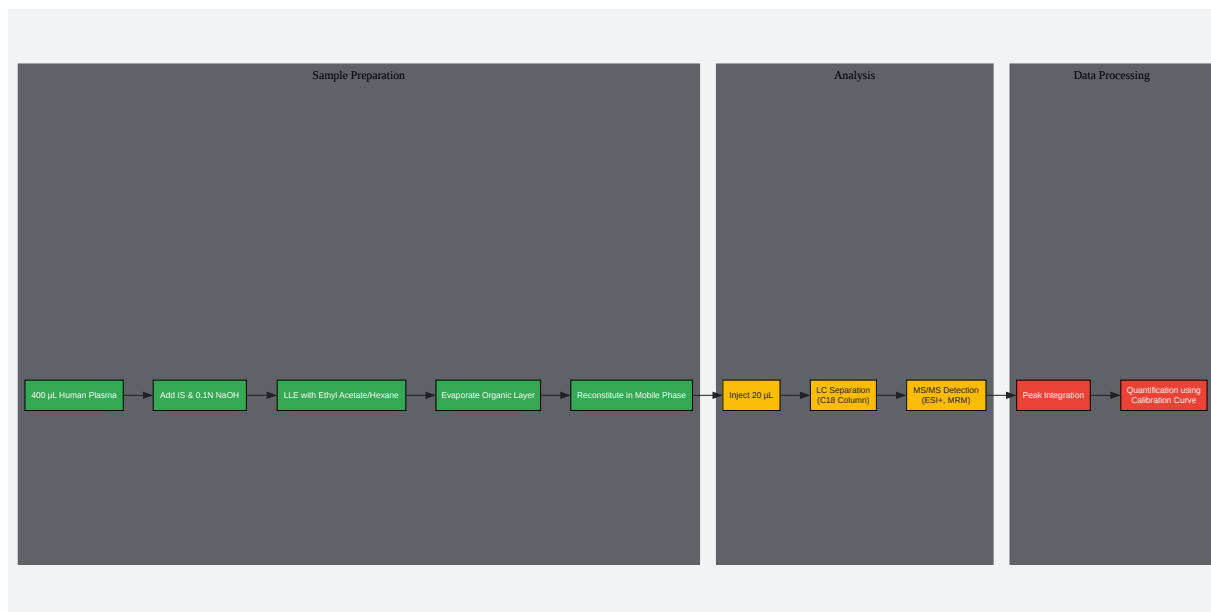 Sample Preparation
Analysis
Data Processing
400 µL Human Plasma
Add IS & 0.1N NaOH
LLE with Ethyl Acetate/Hexane
Evaporate Organic Layer
Reconstitute in Mobile Phase
Inject 20 µL
LC Separation
(C18 Column)
MS/MS Detection
(ESI+, MRM)
Peak Integration
Quantification using
Calibration Curve